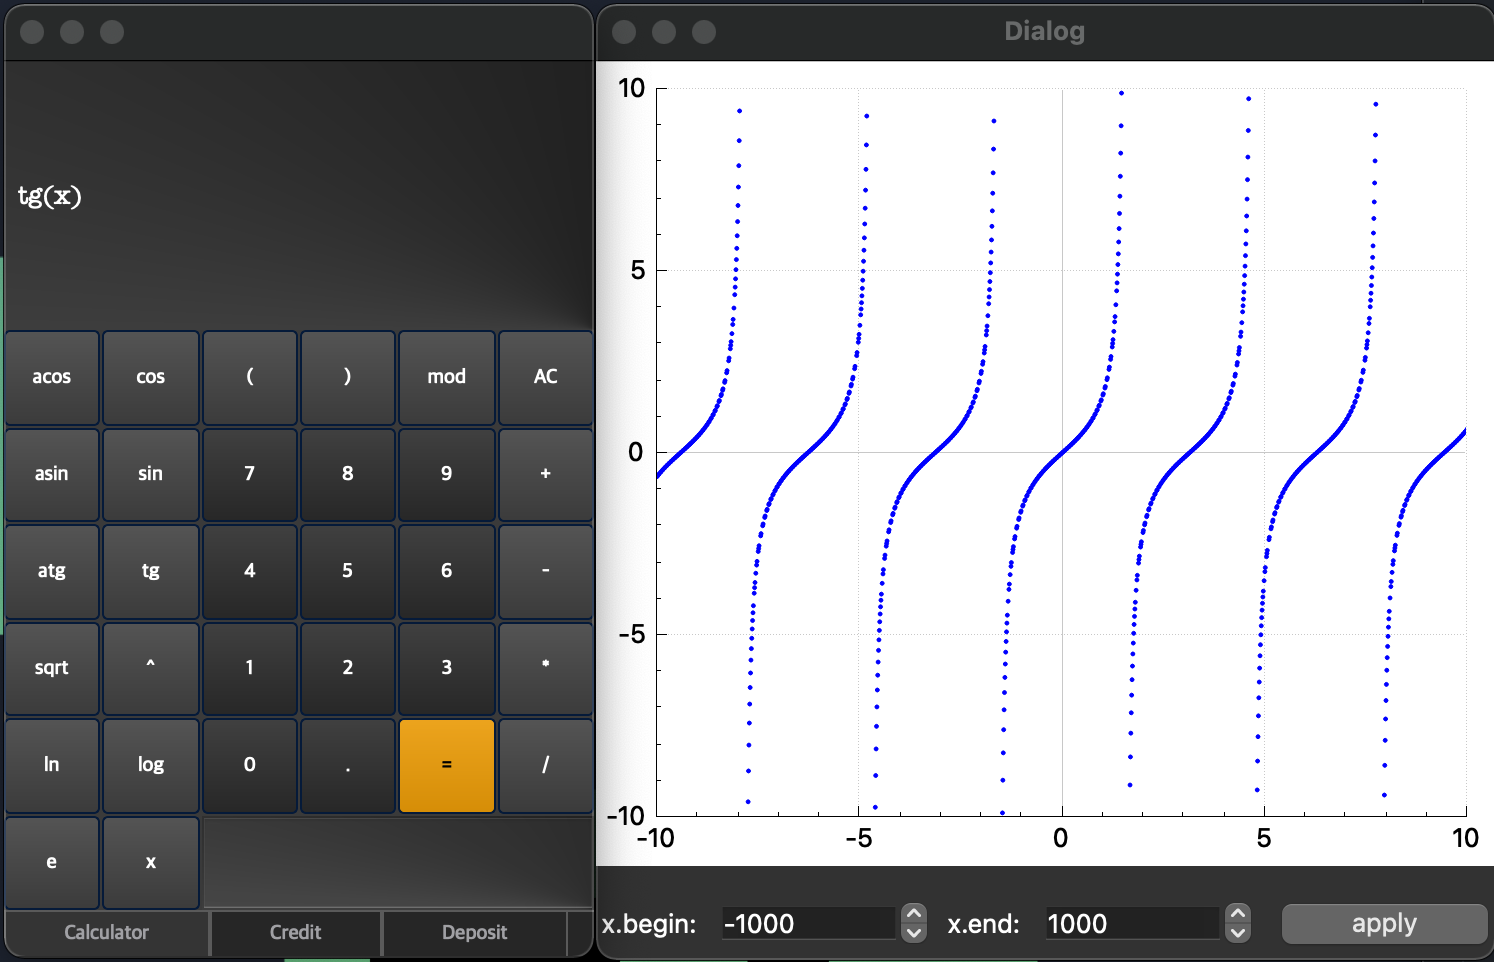 Dialog
tg(x)
acos cos ( ) mod AC
asin sin 7 8 9 +
atg tg 4 5 6 -
sqrt ^ 1 2 3 *
ln log 0 . = /
e x
Calculator Credit Deposit
10
5
0
-5
-10
-10 -5 0 5 10
x.begin: -1000 x.end: 1000 apply